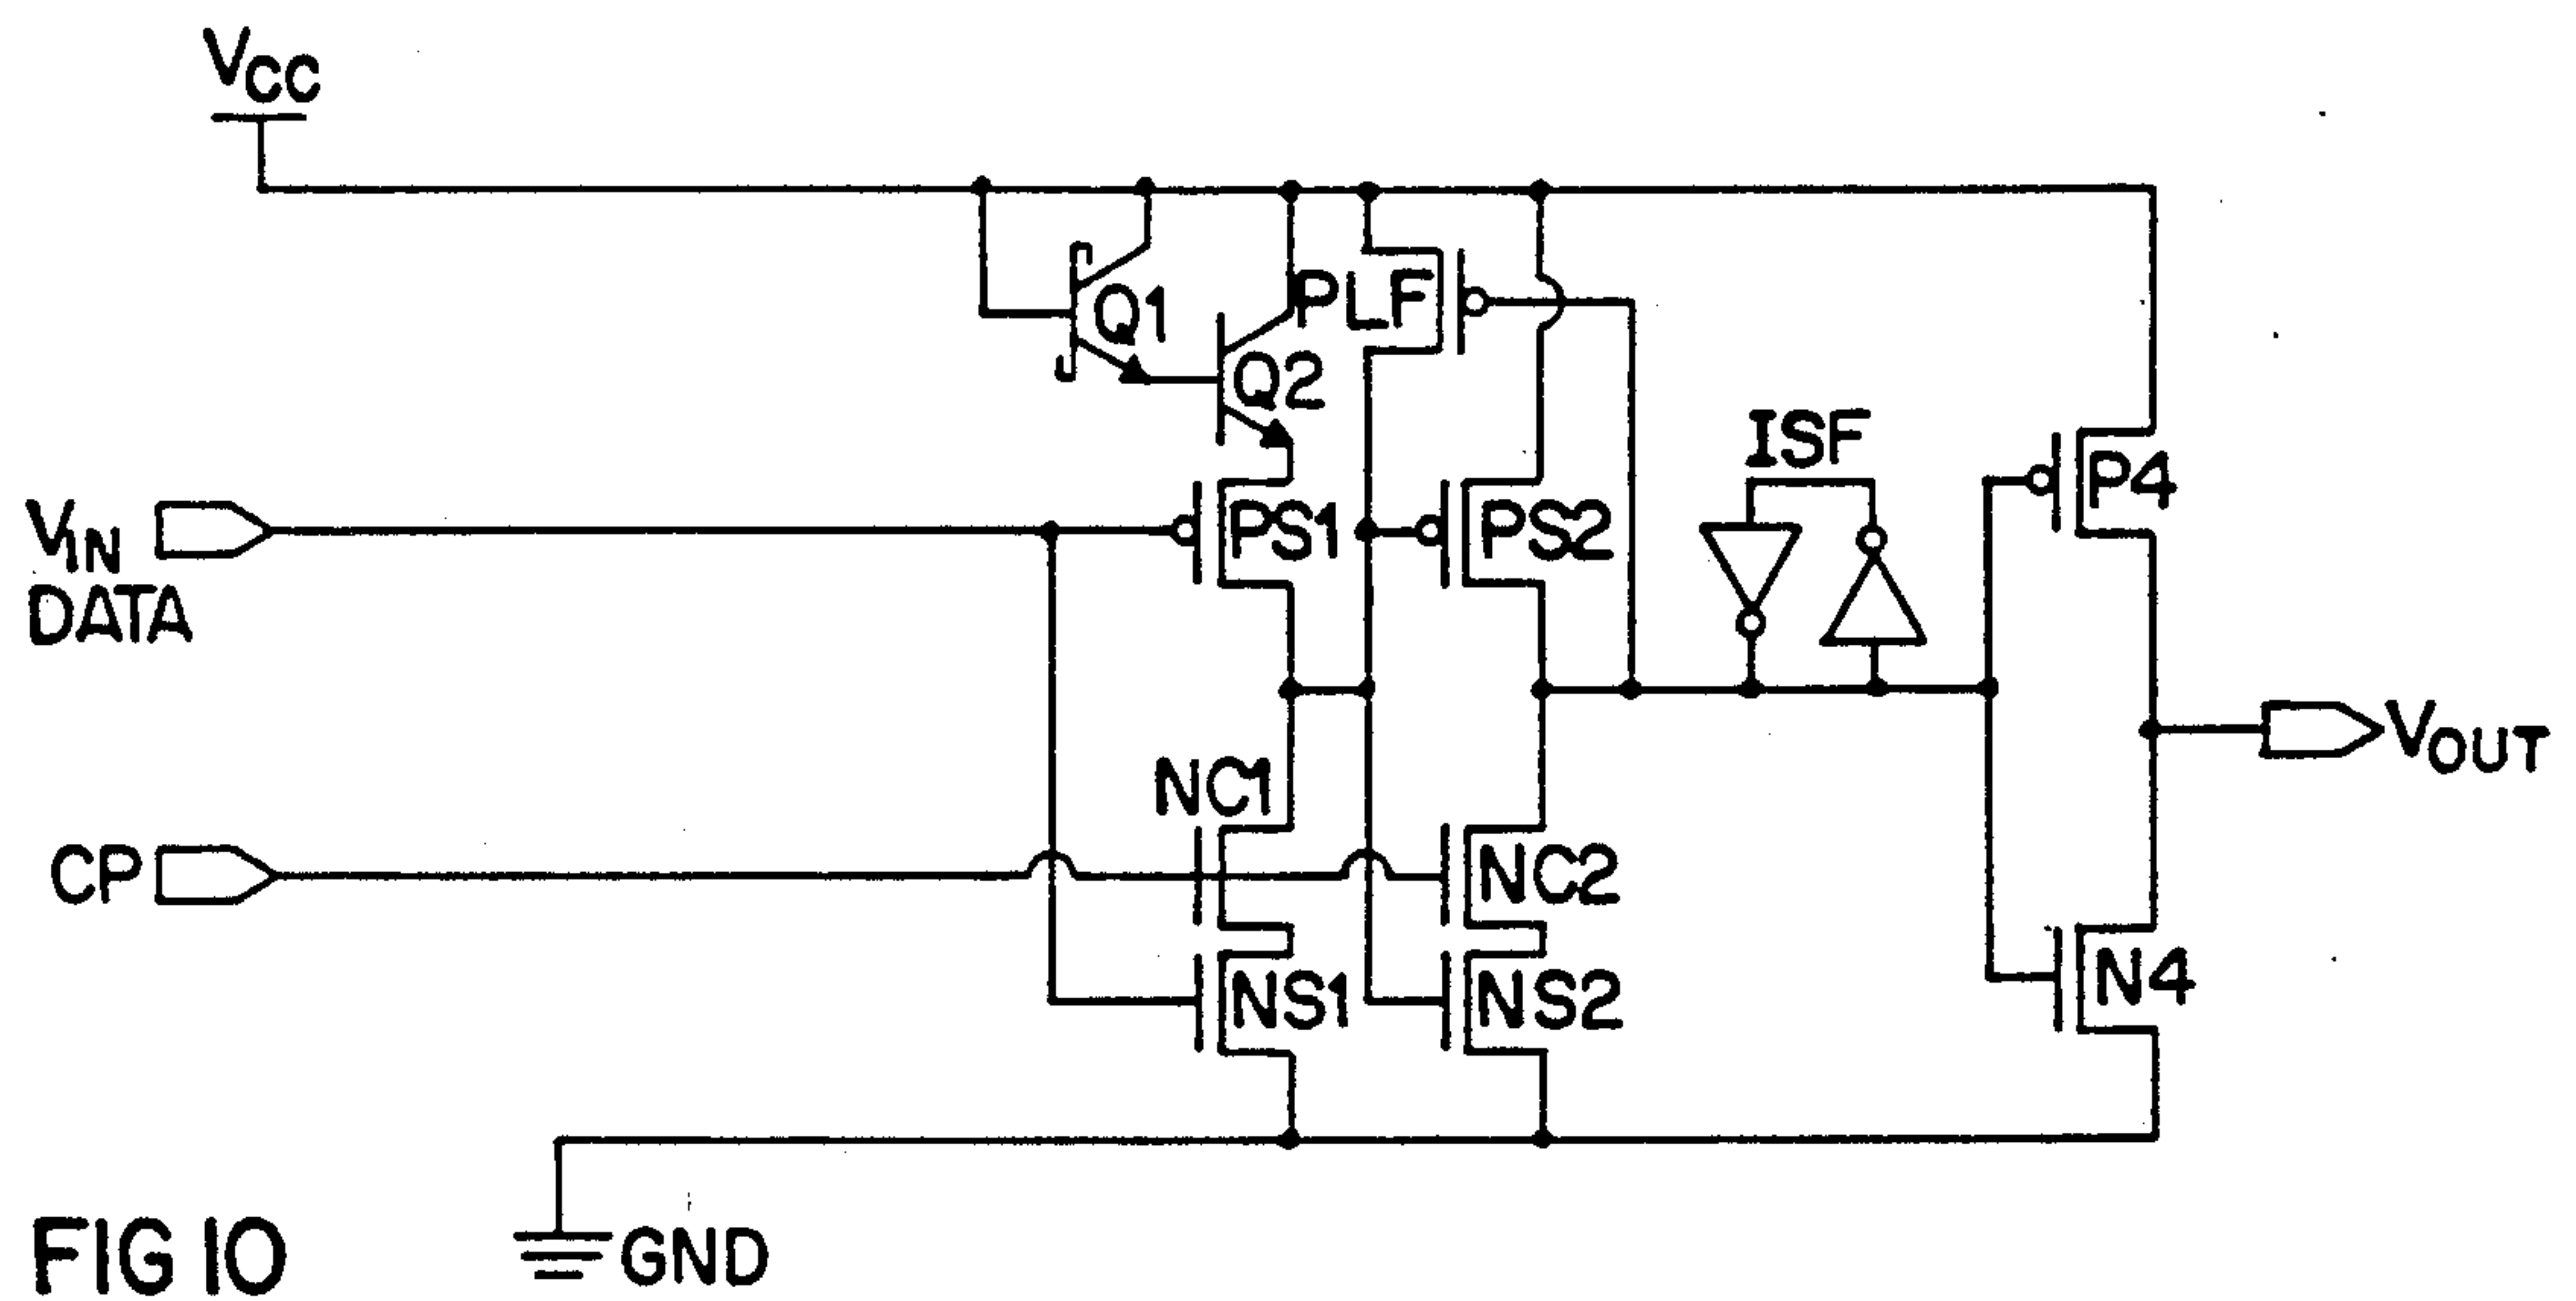 VCC
Q1
PLF
Q2
ISF
P4
VIN
DATA
PS1
PS2
VOUT
NC1
CP
NC2
NS1
NS2
N4
GND
FIG 10